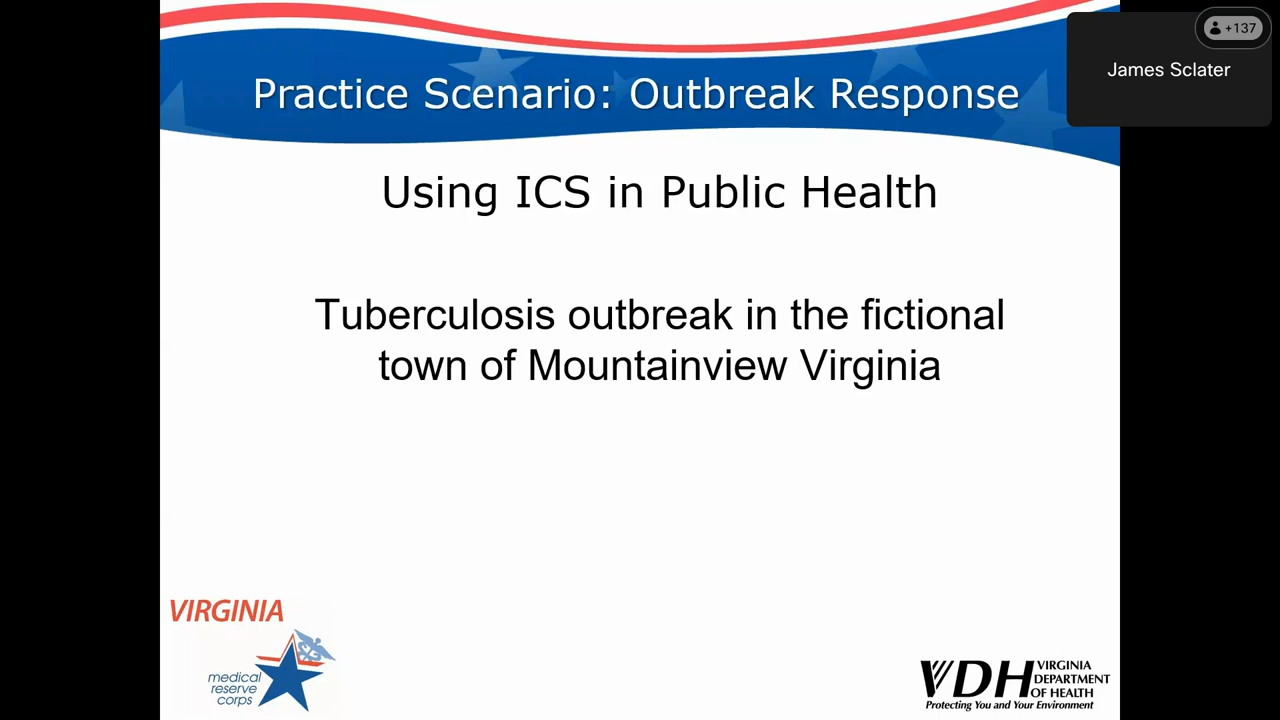 Practice Scenario: Outbreak Response
+137
James Sclater
Using ICS in Public Health
Tuberculosis outbreak in the fictional
town of Mountainview Virginia
VIRGINIA
medical
reserve
corps
VDH VIRGINIA
DEPARTMENT
OF HEALTH
Protecting You and Your Environment